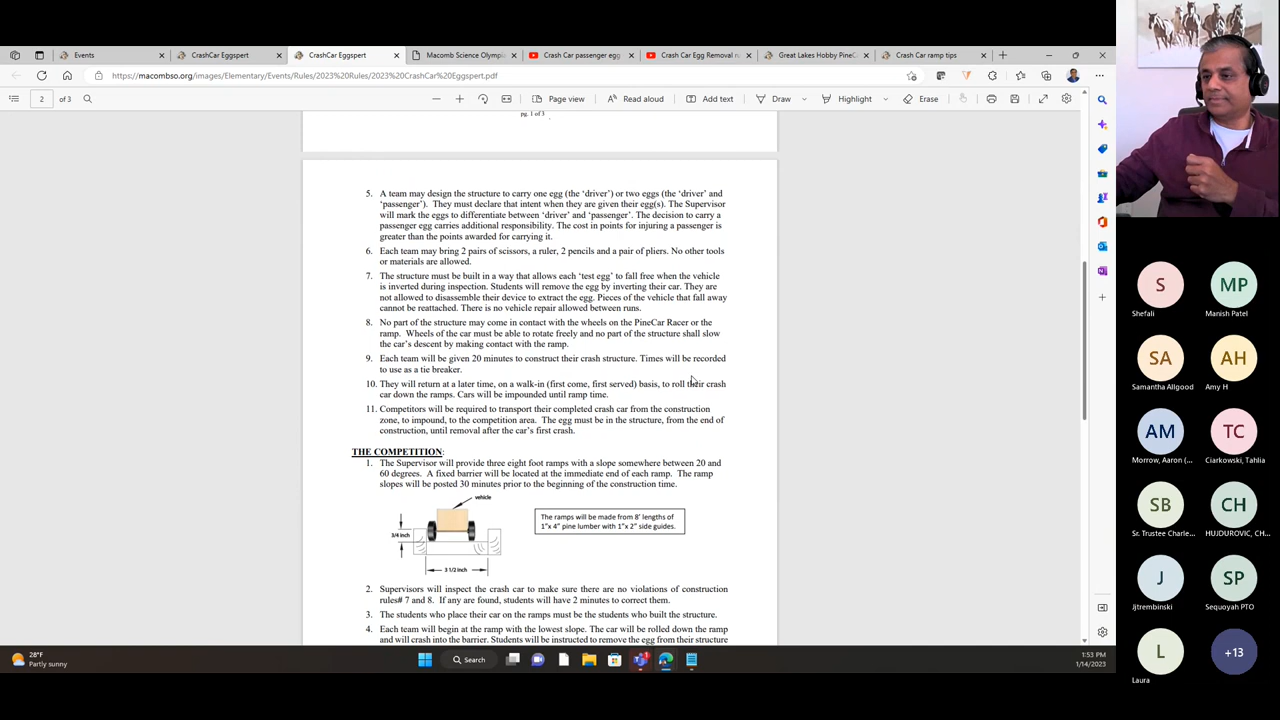 Events
CrashCar Eggspert
CrashCar Eggspert
Macomb Science Olympi
Crash Car passenger egg
Crash Car Egg Removal r
Great Lakes Hobby PineC
Crash Car ramp tips
https://macombso.org/images/Elementary/Events/Rules/2023%20Rules/2023%20CrashCar%20Eggspert.pdf
2 of 3
Page view
Read aloud
Add text
Draw
Highlight
Erase
pg. 1 of 3
5. A team may design the structure to carry one egg (the ‘driver’) or two eggs (the ‘driver’ and
‘passenger’). They must declare that intent when they are given their egg(s). The Supervisor
will mark the eggs to differentiate between ‘driver’ and ‘passenger’. The decision to carry a
passenger egg carries additional responsibility. The cost in points for injuring a passenger is
greater than the points awarded for carrying it.
6. Each team may bring 2 pairs of scissors, a ruler, 2 pencils and a pair of pliers. No other tools
or materials are allowed.
7. The structure must be built in a way that allows each ‘test egg’ to fall free when the vehicle
is inverted during inspection. Students will remove the egg by inverting their car. They are
not allowed to disassemble their device to extract the egg. Pieces of the vehicle that fall away
cannot be reattached. There is no vehicle repair allowed between runs.
8. No part of the structure may come in contact with the wheels on the PineCar Racer or the
ramp. Wheels of the car must be able to rotate freely and no part of the structure shall slow
the car’s descent by making contact with the ramp.
9. Each team will be given 20 minutes to construct their crash structure. Times will be recorded
to use as a tie breaker.
10. They will return at a later time, on a walk-in (first come, first served) basis, to roll their crash
car down the ramps. Cars will be impounded until ramp time.
11. Competitors will be required to transport their completed crash car from the construction
zone, to impound, to the competition area. The egg must be in the structure, from the end of
construction, until removal after the car’s first crash.
THE COMPETITION:
1. The Supervisor will provide three eight foot ramps with a slope somewhere between 20 and
60 degrees. A fixed barrier will be located at the immediate end of each ramp. The ramp
slopes will be posted 30 minutes prior to the beginning of the construction time.
vehicle
3/4 inch
3 1/2 inch
The ramps will be made from 8’ lengths of
1”x 4” pine lumber with 1”x 2” side guides.
2. Supervisors will inspect the crash car to make sure there are no violations of construction
rules# 7 and 8. If any are found, students will have 2 minutes to correct them.
3. The students who place their car on the ramps must be the students who built the structure.
4. Each team will begin at the ramp with the lowest slope. The car will be rolled down the ramp
and will crash into the barrier. Students will be instructed to remove the egg from their structure
28°F
Partly sunny
Search
1:53 PM
1/14/2023
S
Shefali
MP
Manish Patel
SA
Samantha Allgood
AH
Amy H
AM
Morrow, Aaron (...
TC
Ciarkowski, Tahlia
SB
Sr. Trustee Charle...
CH
HUJDUROVIC, CH...
J
Jjtrembinski
SP
Sequoyah PTO
L
Laura
+13